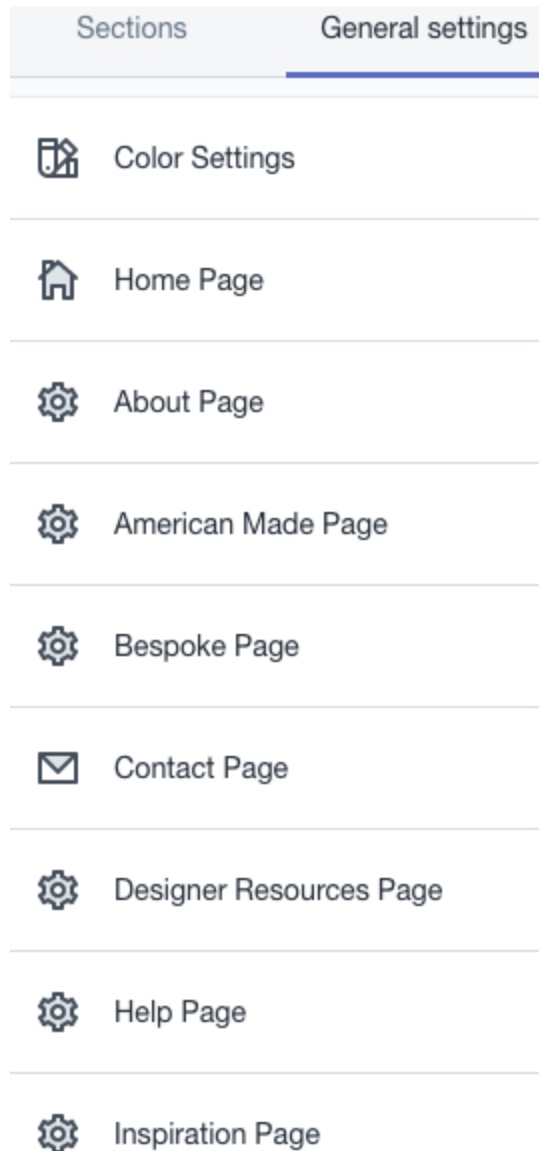 Sections
General settings
Color Settings
Home Page
About Page
American Made Page
Bespoke Page
Contact Page
Designer Resources Page
Help Page
Inspiration Page